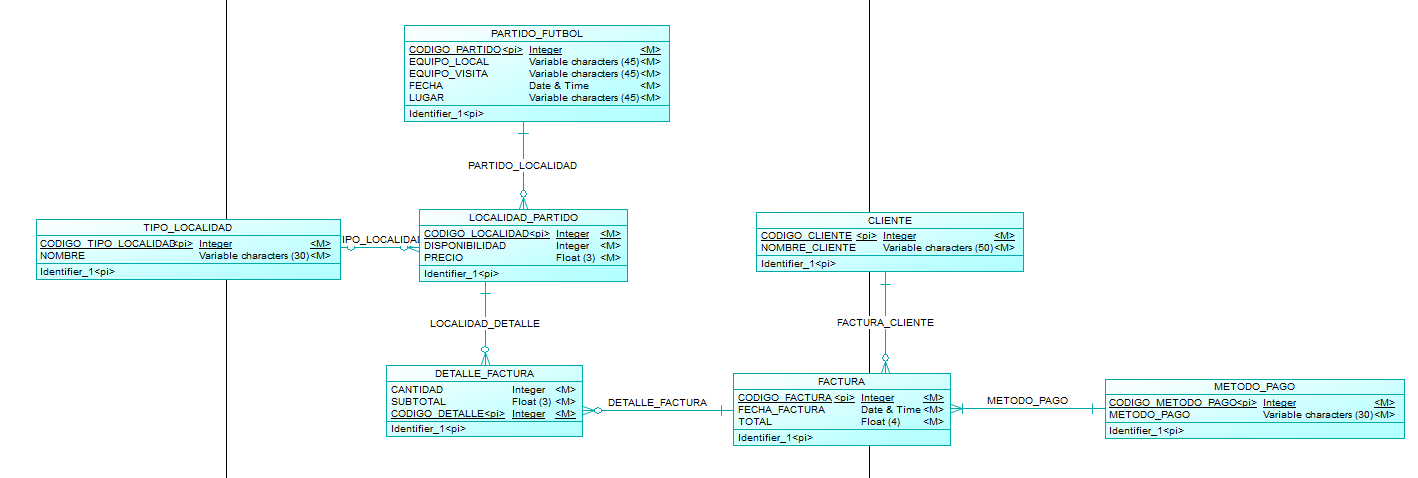 PARTIDO_FUTBOL
CODIGO_PARTIDO <pi> Integer <M>
EQUIPO_LOCAL Variable characters (45) <M>
EQUIPO_VISITA Variable characters (45) <M>
FECHA Date & Time <M>
LUGAR Variable characters (45) <M>
Identifier_1 <pi>
PARTIDO_LOCALIDAD
TIPO_LOCALIDAD
CODIGO_TIPO_LOCALIDAD <pi> Integer <M>
NOMBRE Variable characters (30) <M>
Identifier_1 <pi>
IPO_LOCALIDAD
LOCALIDAD_PARTIDO
CODIGO_LOCALIDAD <pi> Integer <M>
DISPONIBILIDAD Integer <M>
PRECIO Float (3) <M>
Identifier_1 <pi>
CLIENTE
CODIGO_CLIENTE <pi> Integer <M>
NOMBRE_CLIENTE Variable characters (50) <M>
Identifier_1 <pi>
LOCALIDAD_DETALLE
FACTURA_CLIENTE
DETALLE_FACTURA
CANTIDAD Integer <M>
SUBTOTAL Float (3) <M>
CODIGO_DETALLE <pi> Integer <M>
Identifier_1 <pi>
DETALLE_FACTURA
FACTURA
CODIGO_FACTURA <pi> Integer <M>
FECHA_FACTURA Date & Time <M>
TOTAL Float (4) <M>
Identifier_1 <pi>
METODO_PAGO
METODO_PAGO
CODIGO_METODO_PAGO <pi> Integer <M>
METODO_PAGO Variable characters (30) <M>
Identifier_1 <pi>